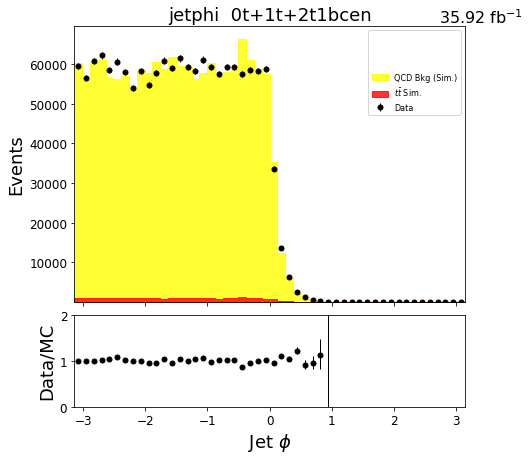 jetphi 0t+1t+2t1bcen
35.92 fb⁻¹
60000
50000
40000
30000
20000
10000
Events
QCD Bkg (Sim.)
tt̄ Sim.
Data
2
1
0
Data/MC
−3 −2 −1 0 1 2 3
Jet ϕ